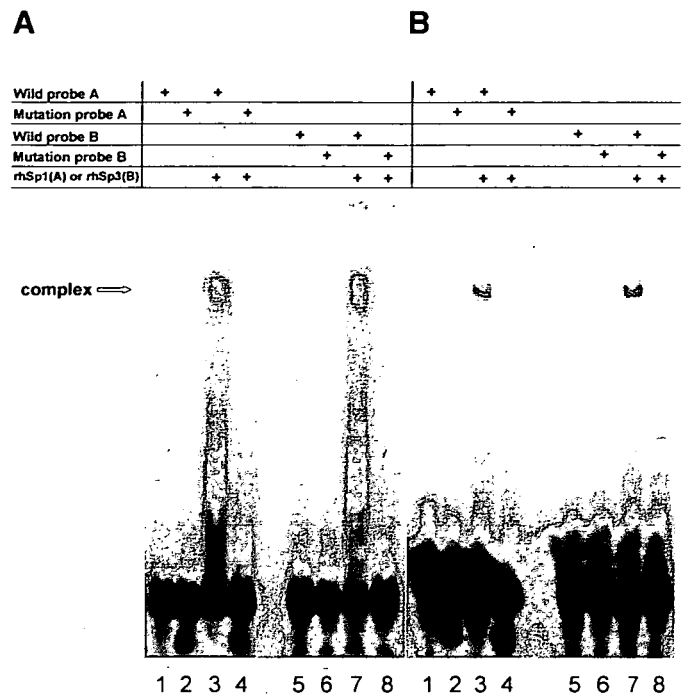 A B
Wild probe A + + + +
Mutation probe A + + + +
Wild probe B + + + +
Mutation probe B + + + +
rhSp1(A) or rhSp3(B) + + + + + + + +
complex
1 2 3 4 5 6 7 8 1 2 3 4 5 6 7 8